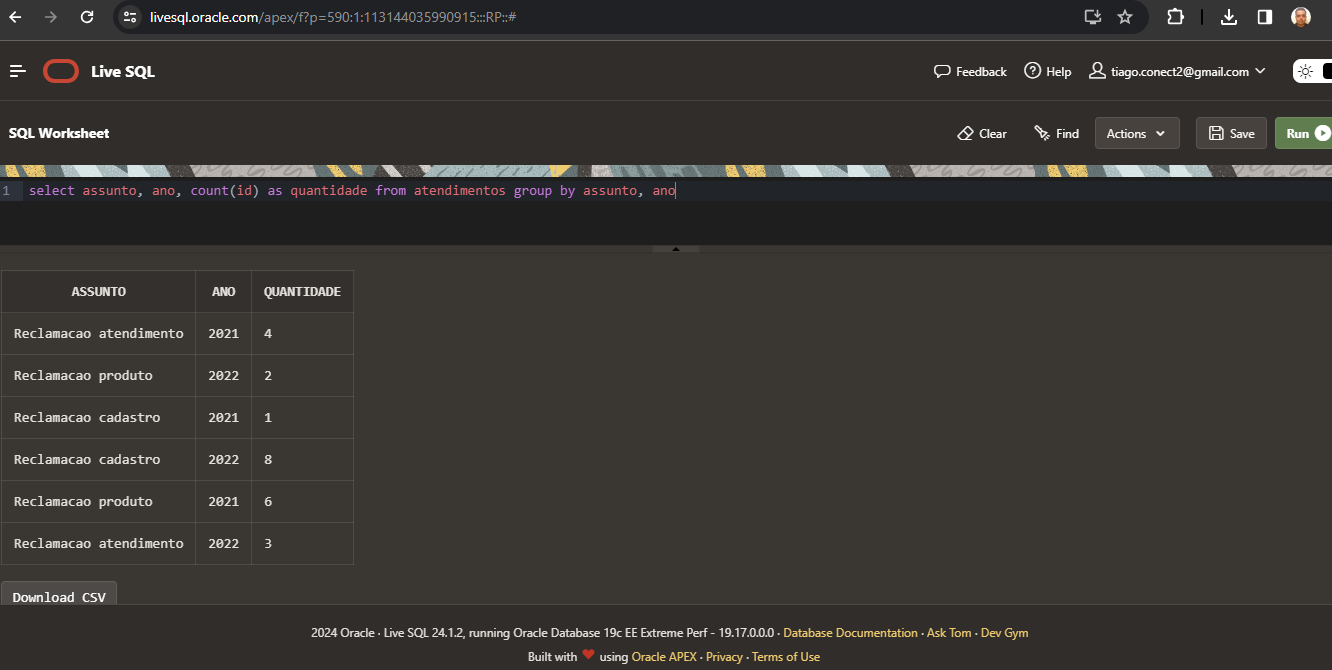 livesql.oracle.com/apex/f?p=590:1:113144035990915:::RP::#
Live SQL
Feedback
Help
tiago.conect2@gmail.com
SQL Worksheet
Clear
Find
Actions
Save
Run
1 select assunto, ano, count(id) as quantidade from atendimentos group by assunto, ano
ASSUNTO ANO QUANTIDADE
Reclamacao atendimento 2021 4
Reclamacao produto 2022 2
Reclamacao cadastro 2021 1
Reclamacao cadastro 2022 8
Reclamacao produto 2021 6
Reclamacao atendimento 2022 3
Download CSV
2024 Oracle · Live SQL 24.1.2, running Oracle Database 19c EE Extreme Perf - 19.17.0.0.0 · Database Documentation · Ask Tom · Dev Gym
Built with ❤ using Oracle APEX · Privacy · Terms of Use